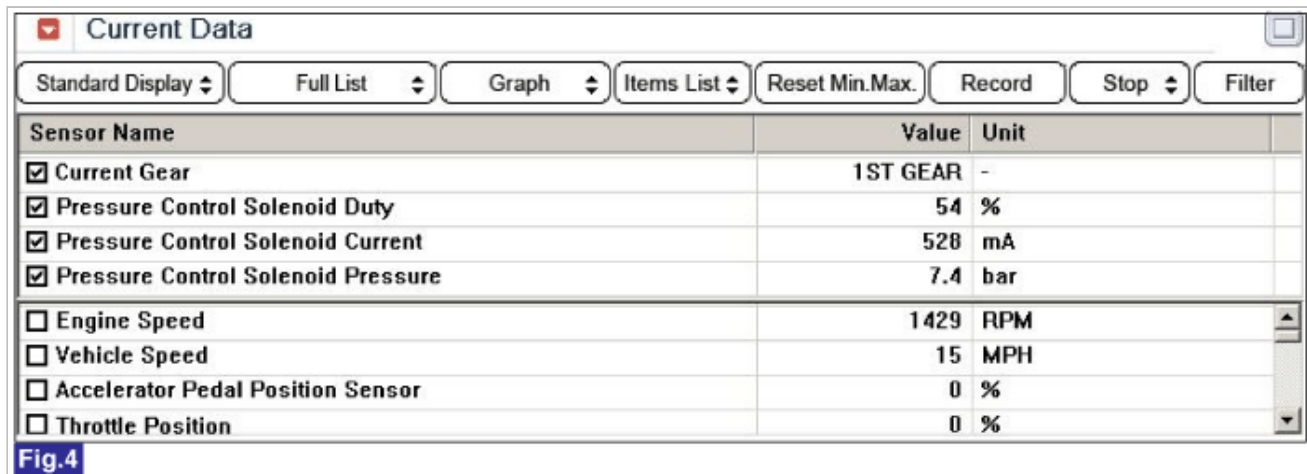 Current Data
Standard Display Full List Graph Items List Reset Min.Max. Record Stop Filter
Sensor Name Value Unit
Current Gear 1ST GEAR -
Pressure Control Solenoid Duty 54 %
Pressure Control Solenoid Current 528 mA
Pressure Control Solenoid Pressure 7.4 bar
Engine Speed 1429 RPM
Vehicle Speed 15 MPH
Accelerator Pedal Position Sensor 0 %
Throttle Position 0 %
Fig.4